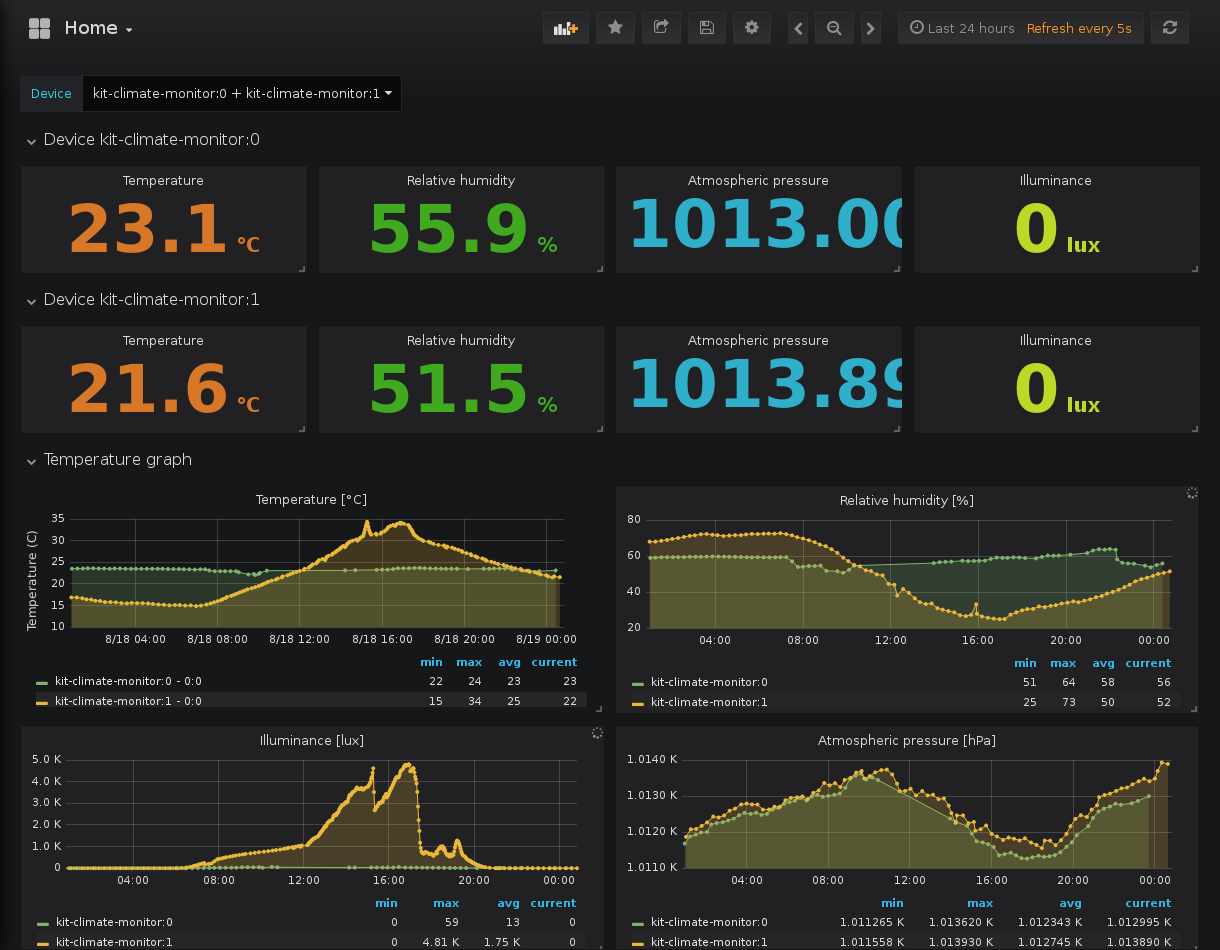 Home
Last 24 hours Refresh every 5s
Device kit-climate-monitor:0 + kit-climate-monitor:1
Device kit-climate-monitor:0
Temperature Relative humidity Atmospheric pressure Illuminance
23.1 °C 55.9 % 1013.00 0 lux
Device kit-climate-monitor:1
Temperature Relative humidity Atmospheric pressure Illuminance
21.6 °C 51.5 % 1013.89 0 lux
Temperature graph
Temperature [°C]
Temperature (C)
35
30
25
20
15
10
8/18 04:00 8/18 08:00 8/18 12:00 8/18 16:00 8/18 20:00 8/19 00:00
min max avg current
kit-climate-monitor:0 - 0:0 22 24 23 23
kit-climate-monitor:1 - 0:0 15 34 25 22
Relative humidity [%]
80
60
40
20
04:00 08:00 12:00 16:00 20:00 00:00
min max avg current
kit-climate-monitor:0 51 64 58 56
kit-climate-monitor:1 25 73 50 52
Illuminance [lux]
5.0 K
4.0 K
3.0 K
2.0 K
1.0 K
0
04:00 08:00 12:00 16:00 20:00 00:00
min max avg current
kit-climate-monitor:0 0 59 13 0
kit-climate-monitor:1 0 4.81 K 1.75 K 0
Atmospheric pressure [hPa]
1.0140 K
1.0130 K
1.0120 K
1.0110 K
04:00 08:00 12:00 16:00 20:00 00:00
min max avg current
kit-climate-monitor:0 1.011265 K 1.013620 K 1.012343 K 1.012995 K
kit-climate-monitor:1 1.011558 K 1.013930 K 1.012745 K 1.013890 K